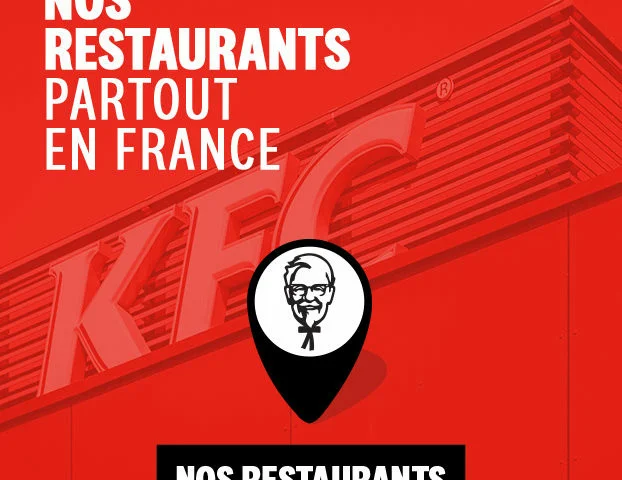 NOS
RESTAURANTS
PARTOUT
EN FRANCE
KFC®
NOS RESTAURANTS